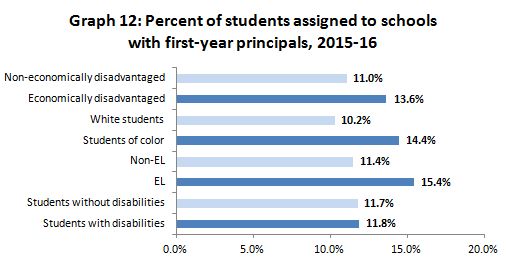 Graph 12: Percent of students assigned to schools
with first-year principals, 2015-16
Non-economically disadvantaged 11.0%
Economically disadvantaged 13.6%
White students 10.2%
Students of color 14.4%
Non-EL 11.4%
EL 15.4%
Students without disabilities 11.7%
Students with disabilities 11.8%
0.0% 5.0% 10.0% 15.0% 20.0%